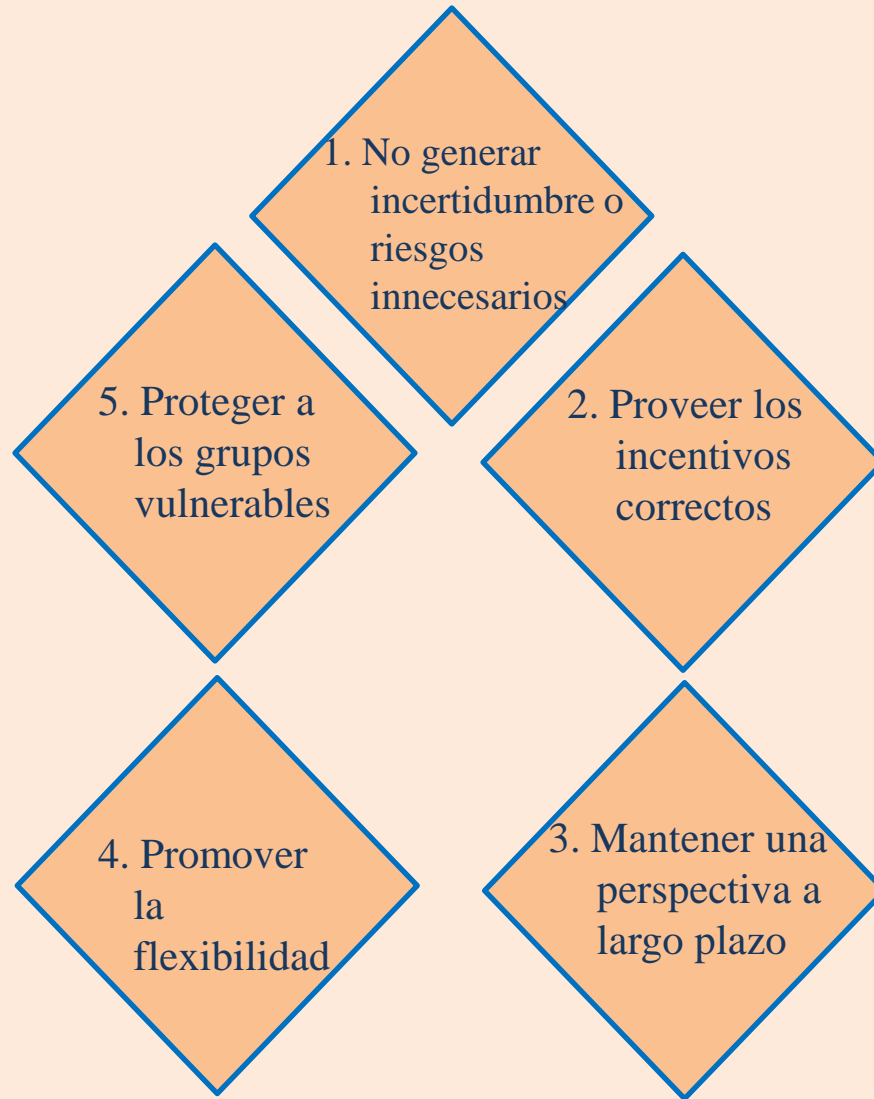 1. No generar
incertidumbre o
riesgos
innecesarios
5. Proteger a
los grupos
vulnerables
2. Proveer los
incentivos
correctos
4. Promover
la
flexibilidad
3. Mantener una
perspectiva a
largo plazo